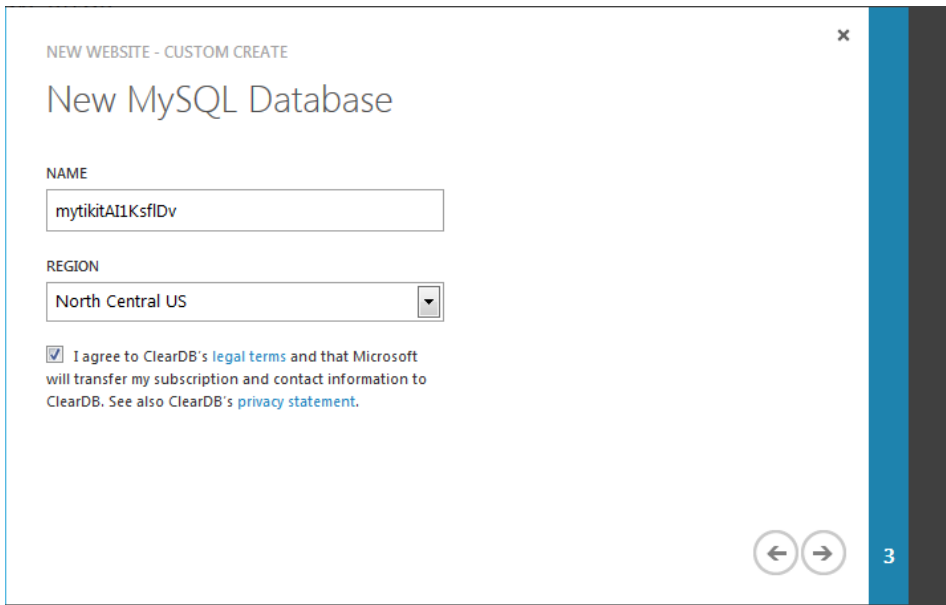 NEW WEBSITE - CUSTOM CREATE
New MySQL Database
NAME
mytikitAI1KsflDv
REGION
North Central US
I agree to ClearDB's legal terms and that Microsoft
will transfer my subscription and contact information to
ClearDB. See also ClearDB's privacy statement.
3